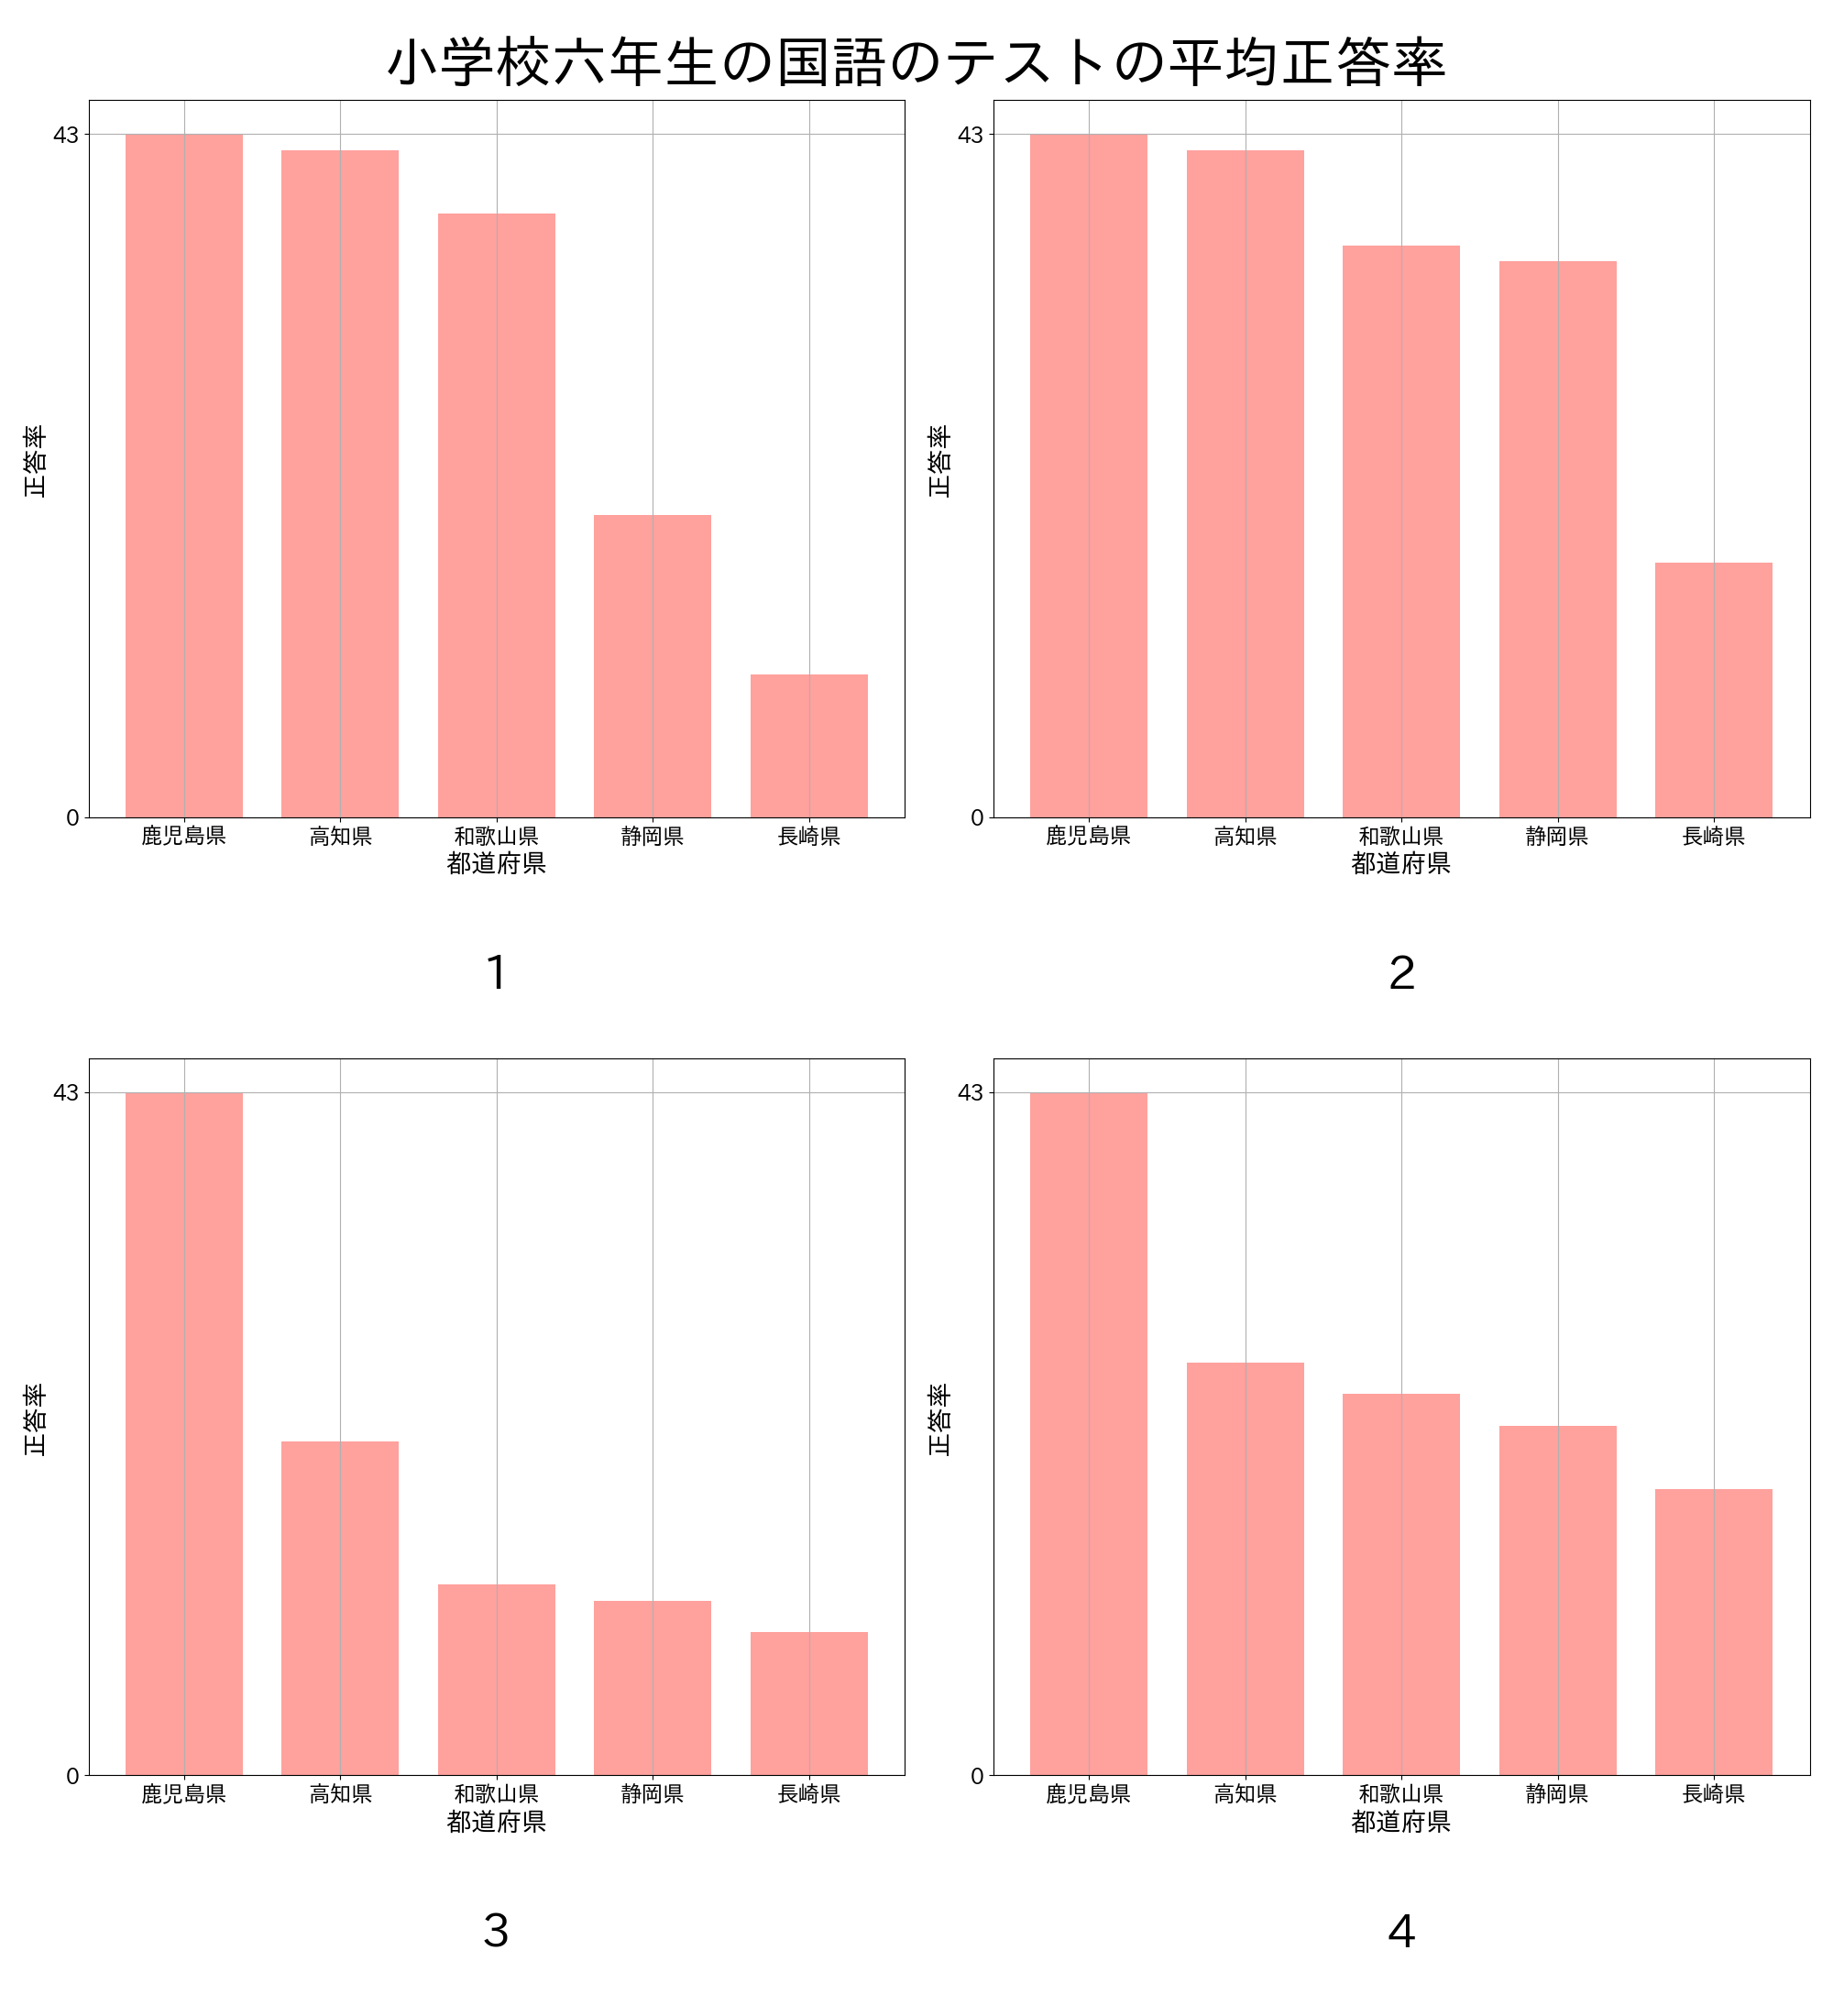 小学校六年生の国語のテストの平均正答率
43
0
正答率
鹿児島県 高知県 和歌山県 静岡県 長崎県
都道府県
1
43
0
正答率
鹿児島県 高知県 和歌山県 静岡県 長崎県
都道府県
2
43
0
正答率
鹿児島県 高知県 和歌山県 静岡県 長崎県
都道府県
3
43
0
正答率
鹿児島県 高知県 和歌山県 静岡県 長崎県
都道府県
4